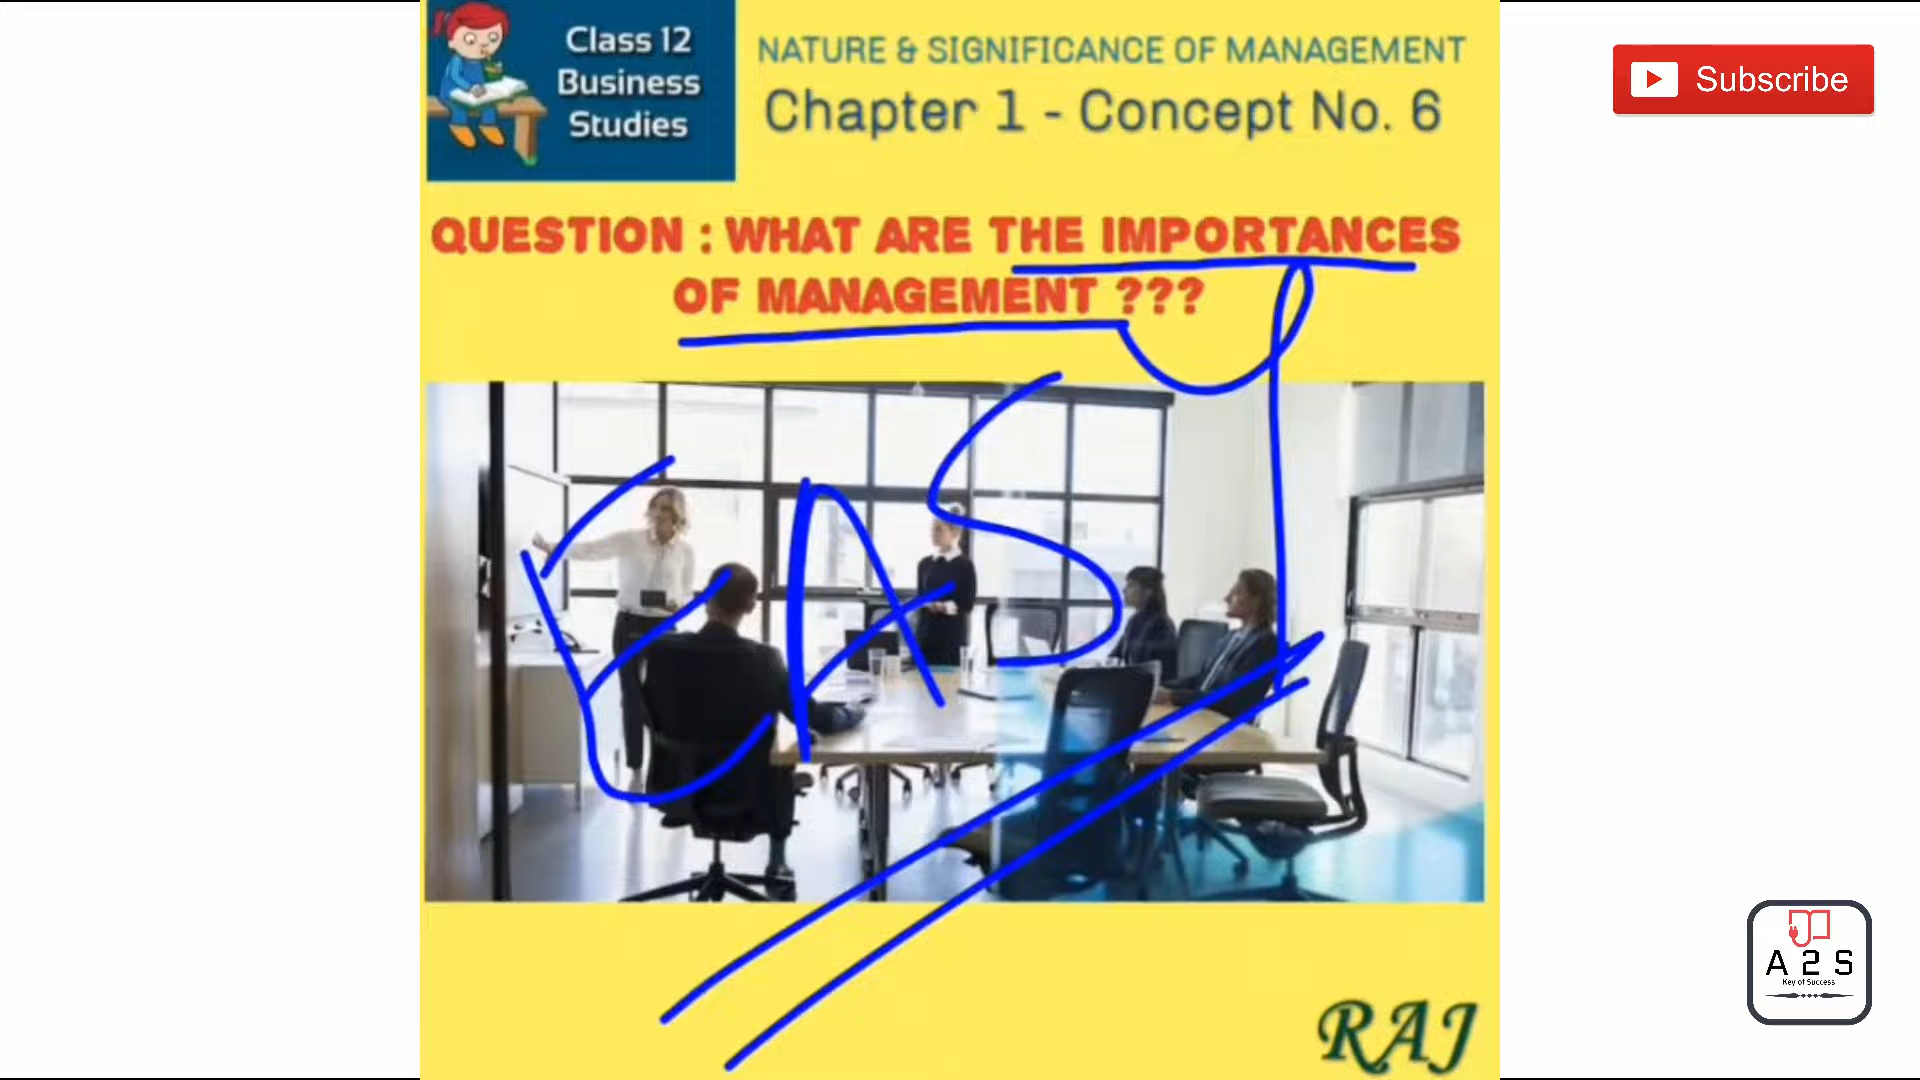 Class 12
Business
Studies
NATURE & SIGNIFICANCE OF MANAGEMENT
Chapter 1 - Concept No. 6
Subscribe
QUESTION : WHAT ARE THE IMPORTANCES
OF MANAGEMENT ???
EASY
A2S
Key of Success
RAJ